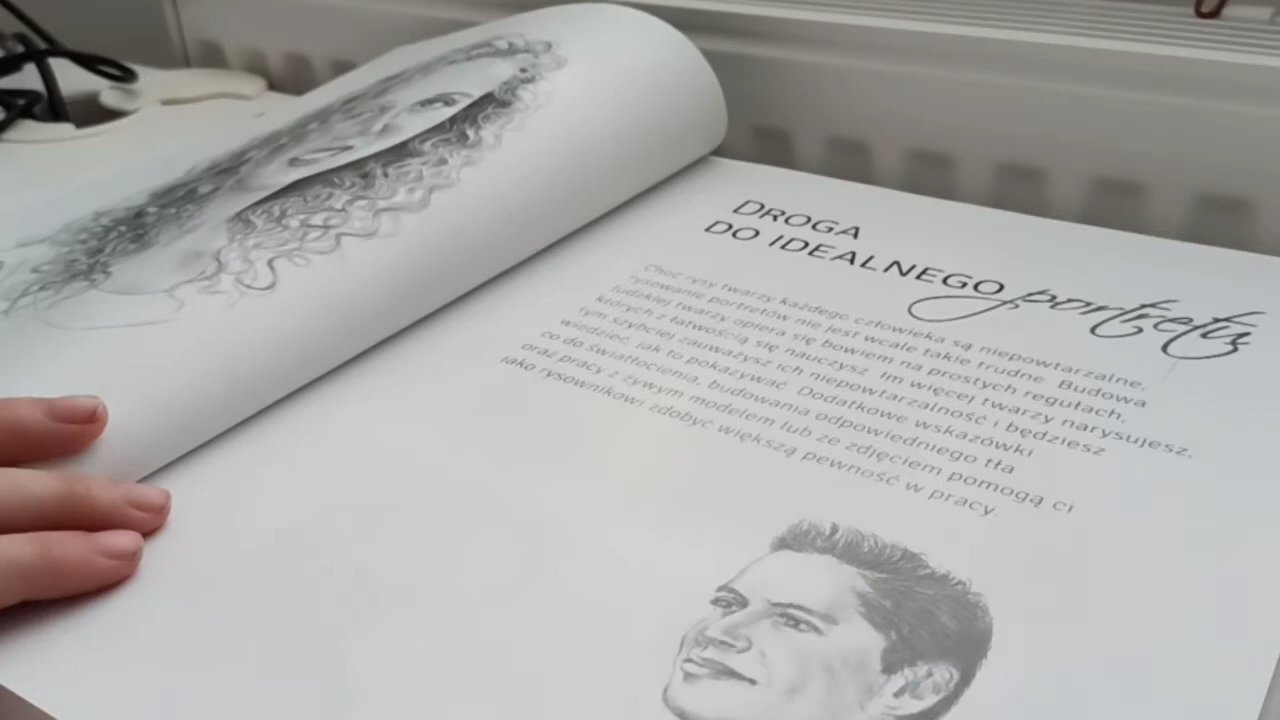 DROGA
DO IDEALNEGO portretu
Choć rysy twarzy każdego człowieka są niepowtarzalne,
rysowanie portretów nie jest wcale takie trudne. Budowa
ludzkiej twarzy opiera się bowiem na prostych regułach,
których z łatwością się nauczysz. Im więcej twarzy narysujesz,
tym szybciej zauważysz ich niepowtarzalność i będziesz
wiedzieć, jak to pokazywać. Dodatkowe wskazówki
co do światłocienia, budowania odpowiedniego tła
oraz pracy z żywym modelem lub ze zdjęciem pomogą ci
jako rysownikowi zdobyć większą pewność w pracy.